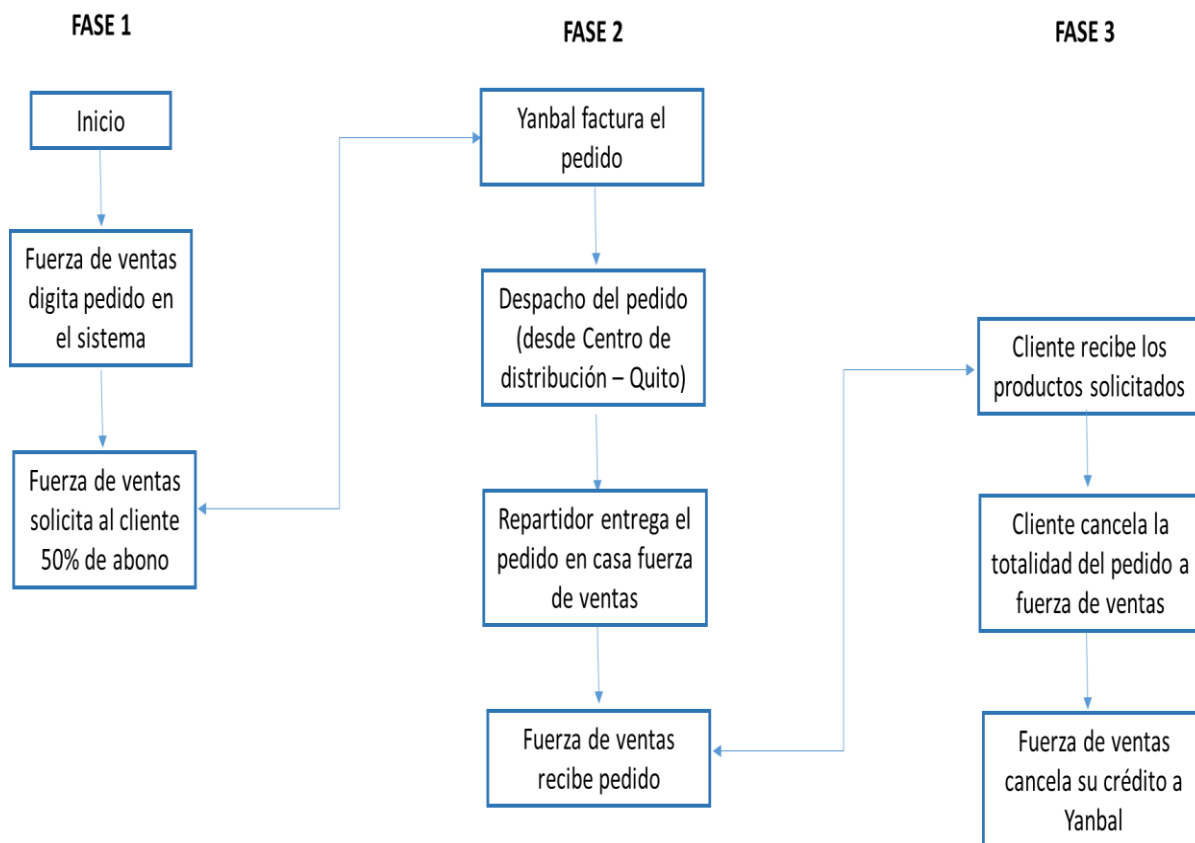 FASE 1
Inicio
Fuerza de ventas
digita pedido en
el sistema
Fuerza de ventas
solicita al cliente
50% de abono
FASE 2
Yanbal factura el
pedido
Despacho del pedido
(desde Centro de
distribución – Quito)
Repartidor entrega el
pedido en casa fuerza
de ventas
Fuerza de ventas
recibe pedido
FASE 3
Cliente recibe los
productos solicitados
Cliente cancela la
totalidad del pedido a
fuerza de ventas
Fuerza de ventas
cancela su crédito a
Yanbal